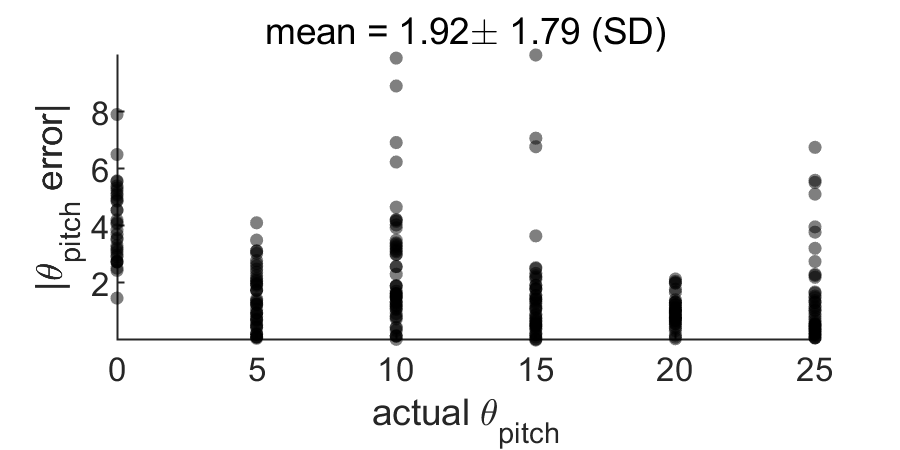 mean = 1.92± 1.79 (SD)
|θpitch error|
8
6
4
2
0 5 10 15 20 25
actual θpitch